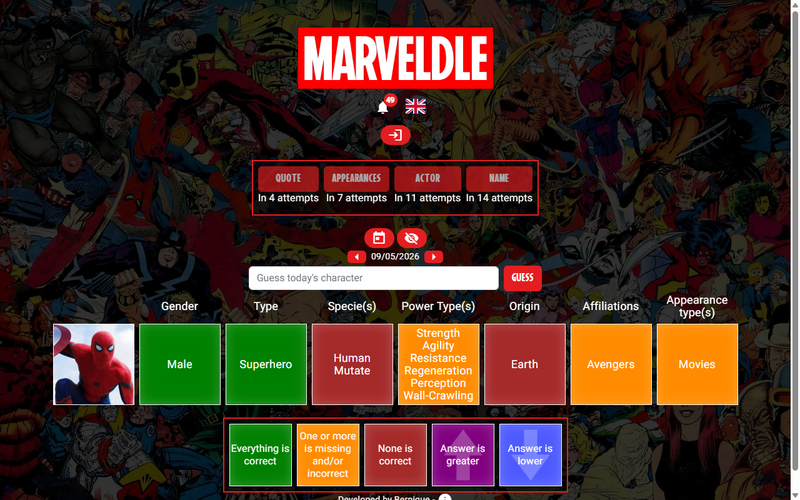 MARVELDLE
49
QUOTE APPEARANCES ACTOR NAME
In 4 attempts In 7 attempts In 11 attempts In 14 attempts
09/05/2026
Guess today's character GUESS
Gender Type Specie(s) Power Type(s) Origin Affiliations Appearance
type(s)
Male
Superhero
Human
Mutate
Strength
Agility
Resistance
Regeneration
Perception
Wall-Crawling
Earth
Avengers
Movies
Everything is
correct
One or more
is missing
and/or
incorrect
None is
correct
Answer is
greater
Answer is
lower
Developed by Bernique -